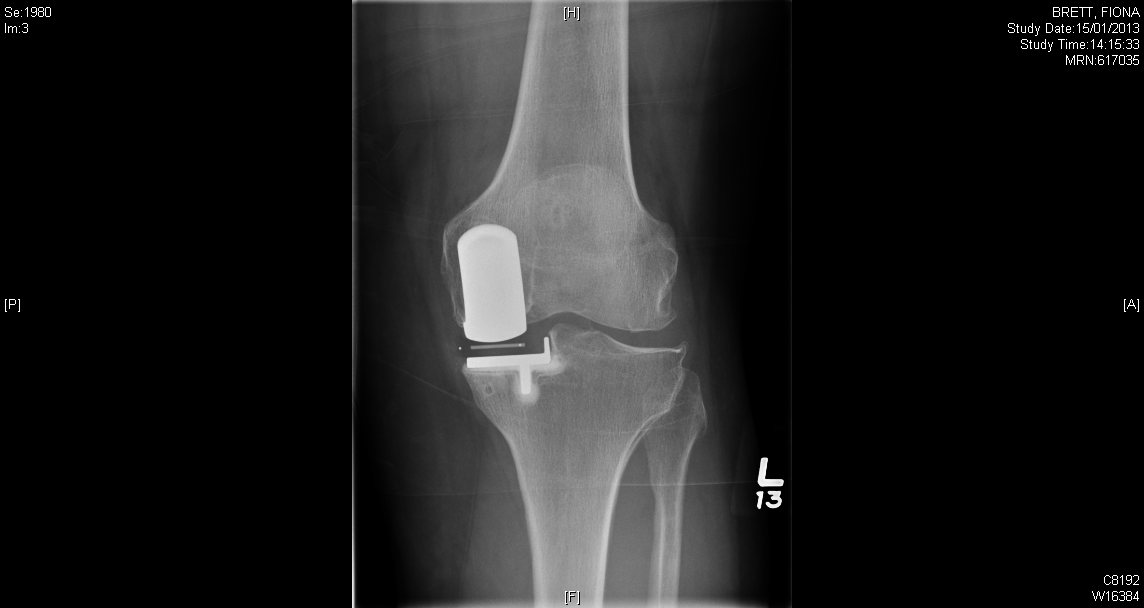 Se:1980
Im:3
[H]
BRETT, FIONA
Study Date:15/01/2013
Study Time:14:15:33
MRN:617035
[P]
[A]
L
13
[F]
C8192
W16384